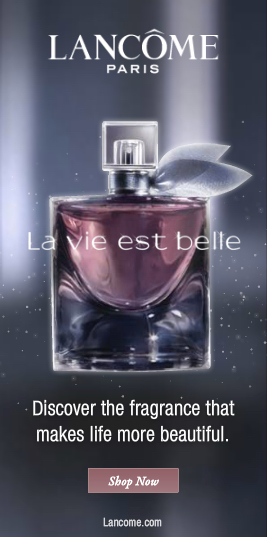 LANCÔME
PARIS
La vie est belle
Discover the fragrance that
makes life more beautiful.
Shop Now
Lancome.com